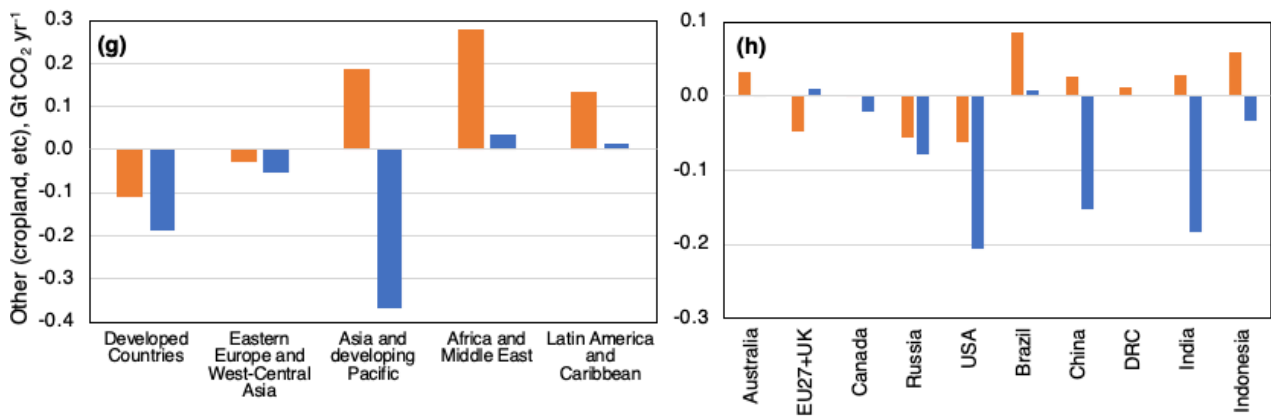 Other (cropland, etc), Gt CO₂ yr⁻¹
(g)
0.3
0.2
0.1
0.0
-0.1
-0.2
-0.3
-0.4
Developed
Countries
Eastern
Europe and
West-Central
Asia
Asia and
developing
Pacific
Africa and
Middle East
Latin America
and
Caribbean
(h)
0.1
0.0
-0.1
-0.2
-0.3
Australia
EU27+UK
Canada
Russia
USA
Brazil
China
DRC
India
Indonesia